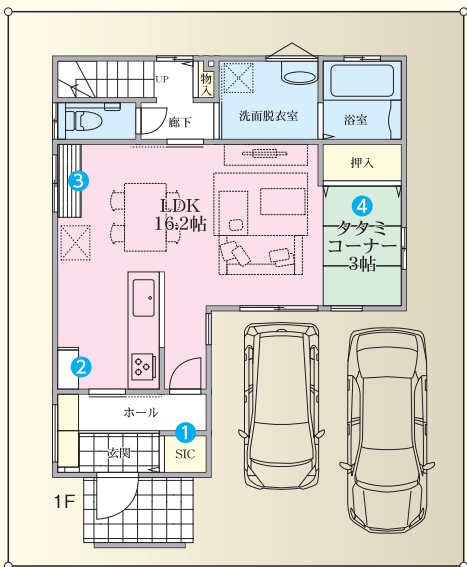 UP
物
入
廊下
洗面脱衣室
浴室
押入
3
LDK
16.2帖
4
タタミ
コーナー
3帖
2
ホール
1
玄関
SIC
1F